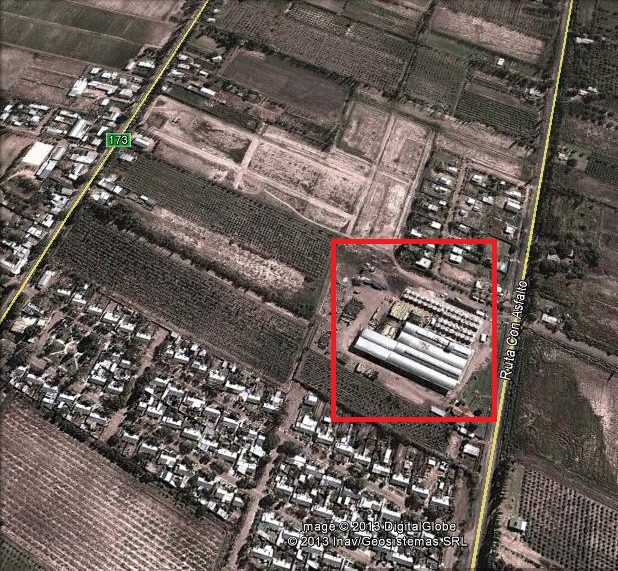 173
Ruta Con Asfalto
mage © 2013 DigitalGlobe
© 2013 Inav/Geosistemas SRL